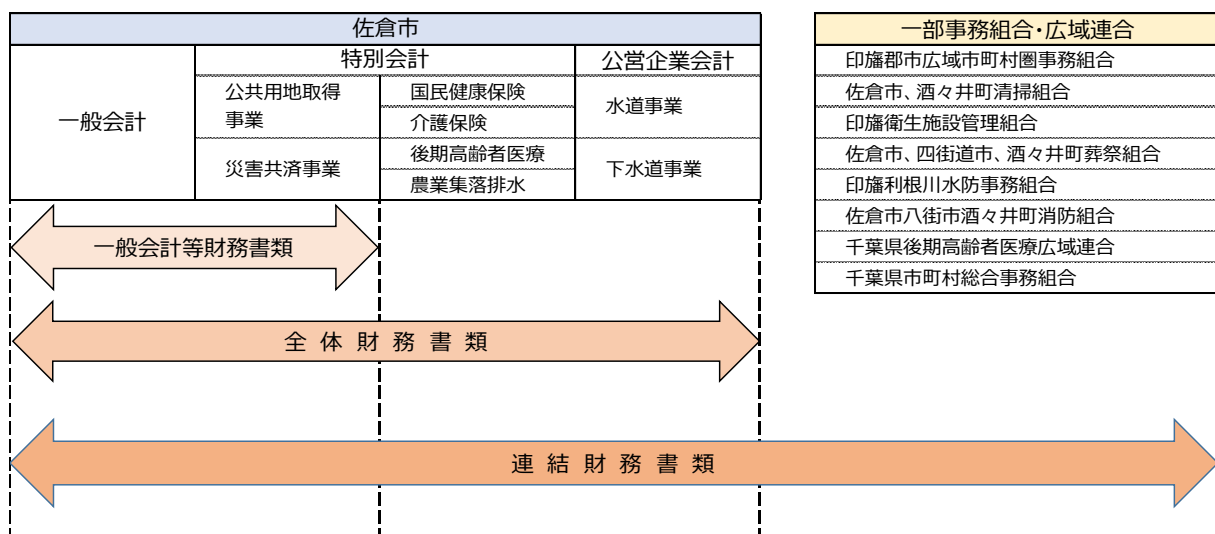 佐倉市
一般会計
特別会計
公共用地取得
事業
災害共済事業
国民健康保険
介護保険
後期高齢者医療
農業集落排水
公営企業会計
水道事業
下水道事業
一部事務組合・広域連合
印旛郡市広域市町村圏事務組合
佐倉市、酒々井町清掃組合
印旛衛生施設管理組合
佐倉市、四街道市、酒々井町葬祭組合
印旛利根川水防事務組合
佐倉市八街市酒々井町消防組合
千葉県後期高齢者医療広域連合
千葉県市町村総合事務組合
一般会計等財務書類
全体財務書類
連結財務書類